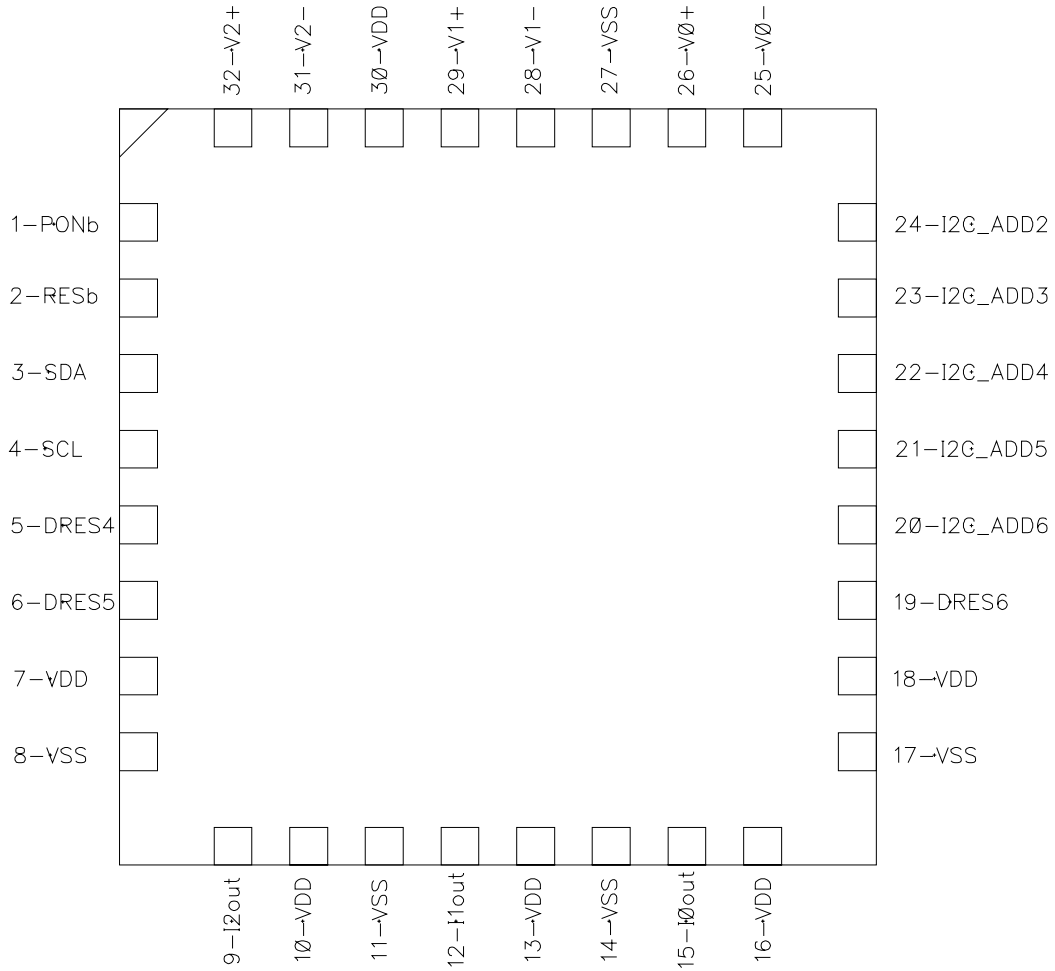 32-V2+
31-V2-
30-VDD
29-V1+
28-V1-
27-VSS
26-V0+
25-V0-
1-PONb
2-RESb
3-SDA
4-SCL
5-DRES4
6-DRES5
7-VDD
8-VSS
24-I2C_ADD2
23-I2C_ADD3
22-I2C_ADD4
21-I2C_ADD5
20-I2C_ADD6
19-DRES6
18-VDD
17-VSS
9-I2out
10-VDD
11-VSS
12-I1out
13-VDD
14-VSS
15-I0out
16-VDD